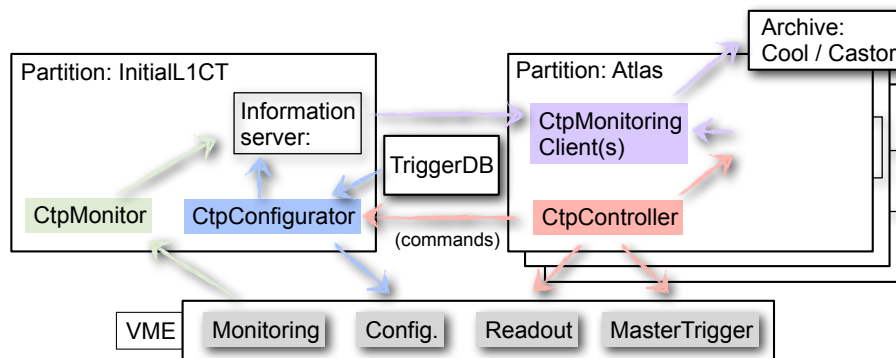 Archive:
Cool / Castor
Partition: InitialL1CT
Partition: Atlas
Information
server:
CtpMonitoring
Client(s)
TriggerDB
CtpMonitor
CtpConfigurator
CtpController
(commands)
VME
Monitoring
Config.
Readout
MasterTrigger